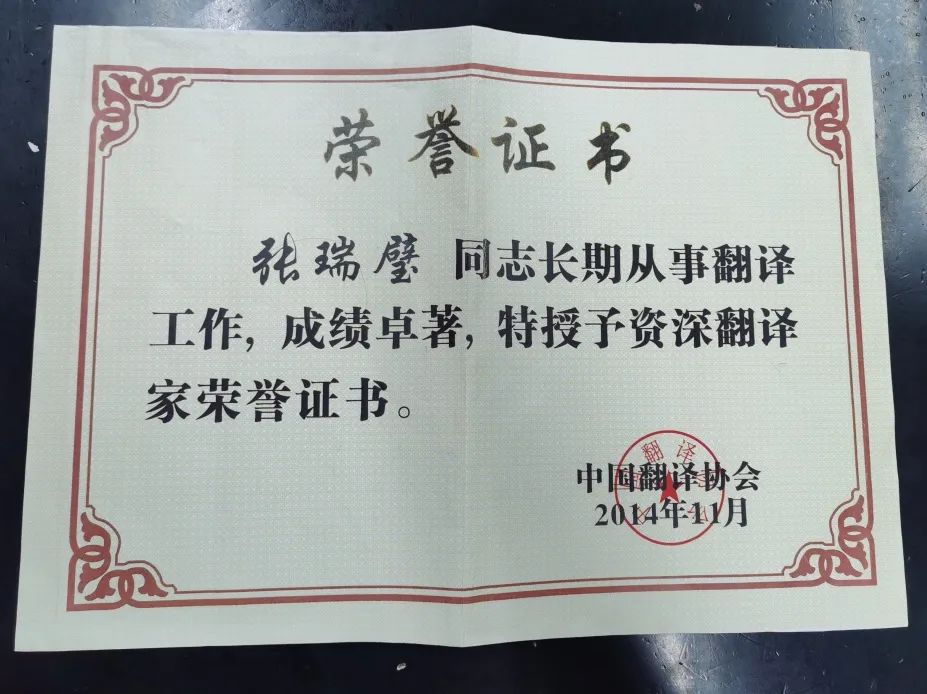 荣誉证书
张瑞璧 同志长期从事翻译
工作，成绩卓著，特授予资深翻译
家荣誉证书。
中国翻译协会
2014年11月